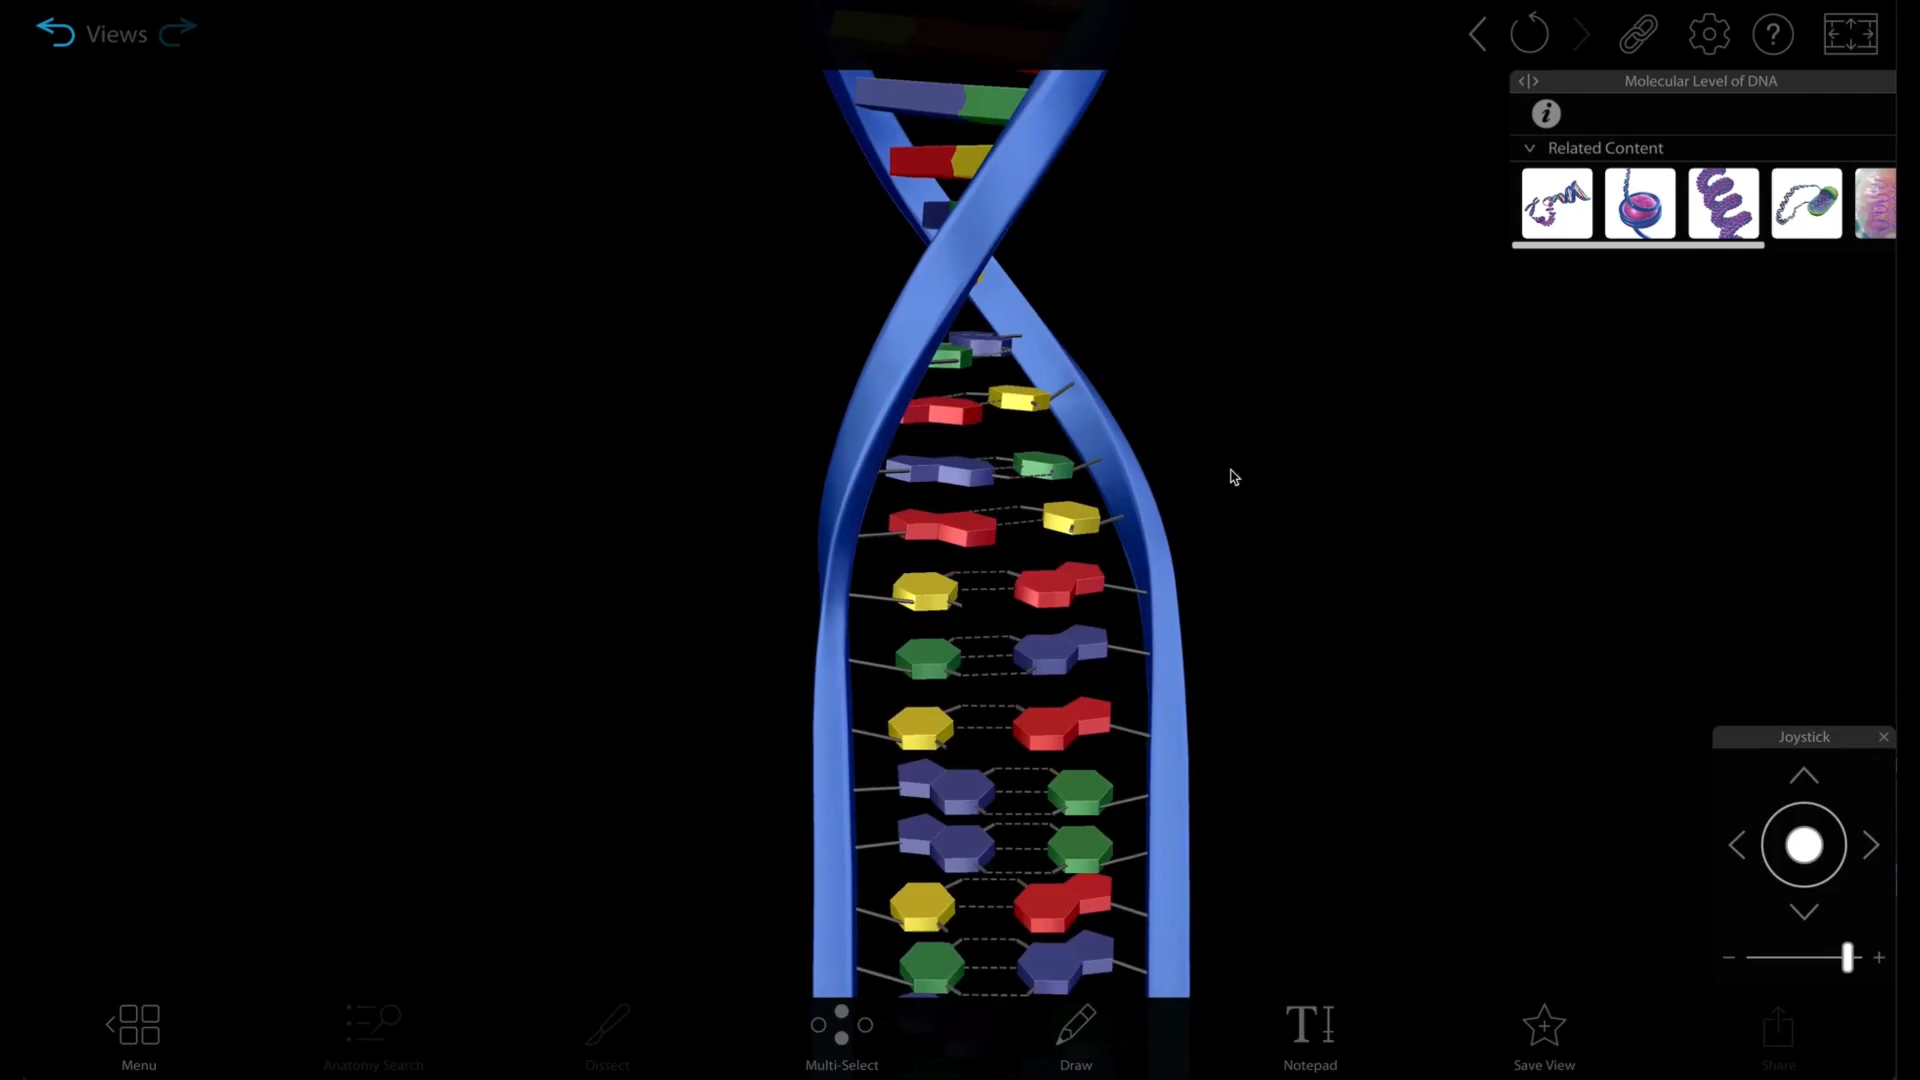 Views
?
Molecular Level of DNA
i
Related Content
Joystick
Menu
Anatomy Search
Dissect
Multi-Select
Draw
Notepad
Save View
Share